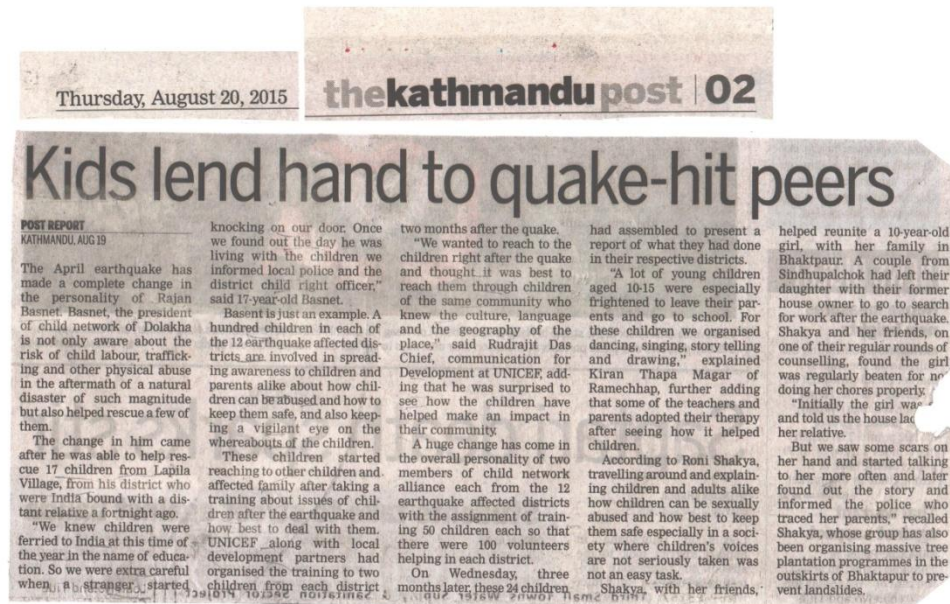 Thursday, August 20, 2015
thekathmandupost | 02
Kids lend hand to quake-hit peers
POST REPORT
KATHMANDU, AUG 19
The April earthquake has
made a complete change in
the personality of Rajan
Basnet. Basnet, the president
of child network of Dolakha
is not only aware about the
risk of child labour, traffick-
ing and other physical abuse
in the aftermath of a natural
disaster of such magnitude
but also helped rescue a few of
them.
The change in him came
after he was able to help res-
cue 17 children from Lapila
Village, from his district who
were India bound with a dis-
tant relative a fortnight ago.
"We knew children were
ferried to India at this time of
the year in the name of educa-
tion. So we were extra careful
when a stranger started
knocking on our door. Once
we found out the day he was
living with the children we
informed local police and the
district child right officer,"
said 17-year-old Basnet.
Basent is just an example. A
hundred children in each of
the 12 earthquake affected dis-
tricts are involved in spread-
ing awareness to children and
parents alike about how chil-
dren can be abused and how to
keep them safe, and also keep-
ing a vigilant eye on the
whereabouts of the children.
These children started
reaching to other children and
affected family after taking a
training about issues of chil-
dren after the earthquake and
how best to deal with them.
UNICEF along with local
development partners had
organised the training to two
children from each district
two months after the quake.
"We wanted to reach to the
children right after the quake
and thought it was best to
reach them through children
of the same community who
knew the culture, language
and the geography of the
place," said Rudrajit Das
Chief, communication for
Development at UNICEF, add-
ing that he was surprised to
see how the children have
helped make an impact in
their community.
A huge change has come in
the overall personality of two
members of child network
alliance each from the 12
earthquake affected districts
with the assignment of train-
ing 50 children each so that
there were 100 volunteers
helping in each district.
On Wednesday, three
months later, these 24 children
had assembled to present a
report of what they had done
in their respective districts.
"A lot of young children
aged 10-15 were especially
frightened to leave their par-
ents and go to school. For
these children we organised
dancing, singing, story telling
and drawing," explained
Kiran Thapa Magar of
Ramechhap, further adding
that some of the teachers and
parents adopted their therapy
after seeing how it helped
children.
According to Roni Shakya,
travelling around and explain-
ing children and adults alike
how children can be sexually
abused and how best to keep
them safe especially in a soci-
ety where children's voices
are not seriously taken was
not an easy task.
Shakya, with her friends,
helped reunite a 10-year-old
girl, with her family in
Bhaktpaur. A couple from
Sindhupalchok had left their
daughter with their former
house owner to go to search
for work after the earthquake.
Shakya and her friends, on
one of their regular rounds of
counselling, found the girl
was regularly beaten for
doing her chores properly.
"Initally the girl was
and told us the house
her relative.
But we saw some scars on
her hand and started talking
to her more often and later
found out the story and
informed the police who
traced her parents," recalled
Shakya, whose group has also
been organising massive tree
plantation programmes in the
outskirts of Bhaktapur to pre-
vent landslides.